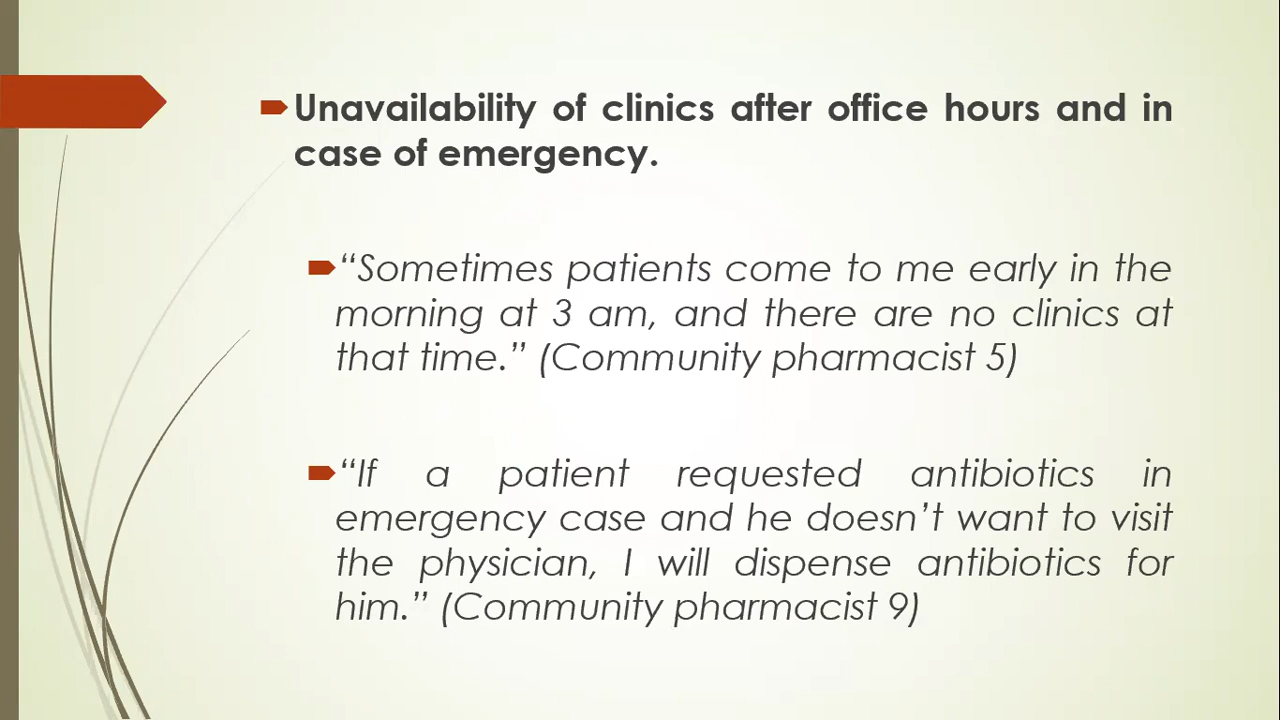 Unavailability of clinics after office hours and in
case of emergency.
“Sometimes patients come to me early in the
morning at 3 am, and there are no clinics at
that time.” (Community pharmacist 5)
“If a patient requested antibiotics in
emergency case and he doesn’t want to visit
the physician, I will dispense antibiotics for
him.” (Community pharmacist 9)